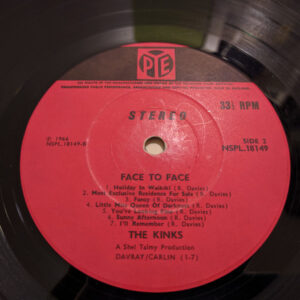 PYE
STEREO
33⅓ RPM
℗ 1966
NSPL.18149-B
SIDE 2
NSPL.18149
FACE TO FACE
1. Holiday In Waikiki (R. Davies)
2. Most Exclusive Residence For Sale (R. Davies)
3. Fancy (R. Davies)
4. Little Miss Queen Of Darkness (R. Davies)
5. You're Looking Fine (R. Davies)
6. Sunny Afternoon (R. Davies)
7. I'll Remember (R. Davies)
THE KINKS
A Shel Talmy Production
DAVRAY/CARLIN (1-7)